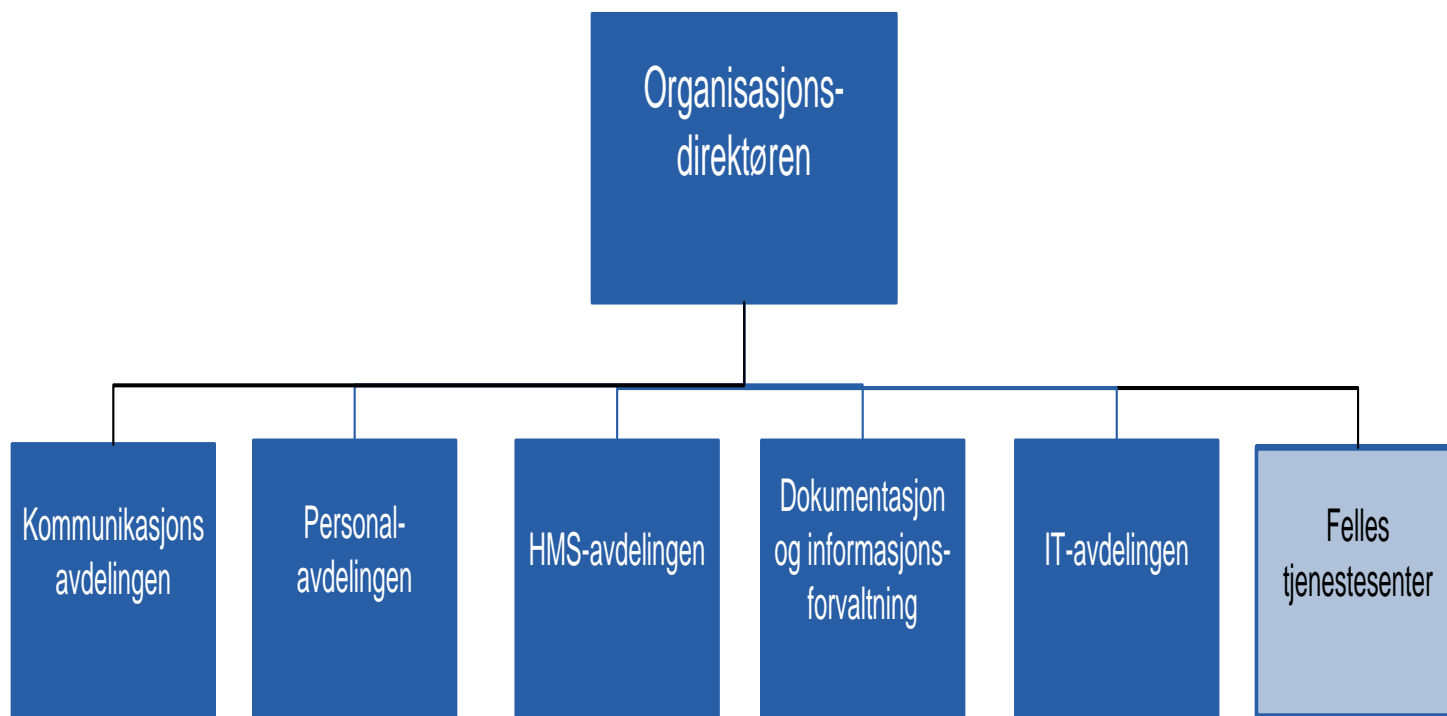 Organisasjons-
direktøren
Kommunikasjons
avdelingen
Personal-
avdelingen
HMS-avdelingen
Dokumentasjon
og informasjons-
forvaltning
IT-avdelingen
Felles
tjenestesenter